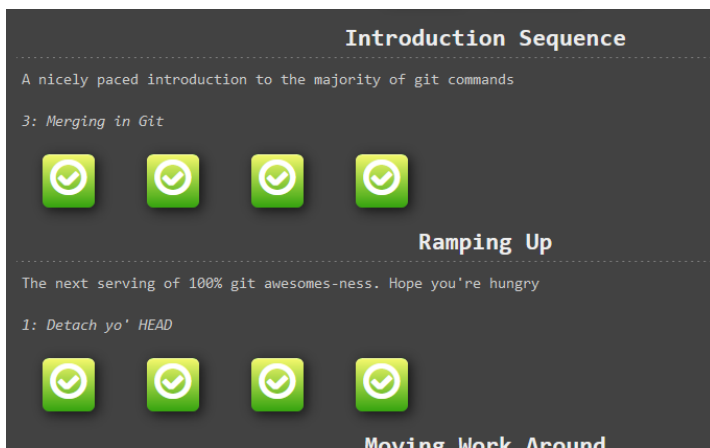 Introduction Sequence
A nicely paced introduction to the majority of git commands
3: Merging in Git
Ramping Up
The next serving of 100% git awesomes-ness. Hope you're hungry
1: Detach yo' HEAD
Moving Work Around